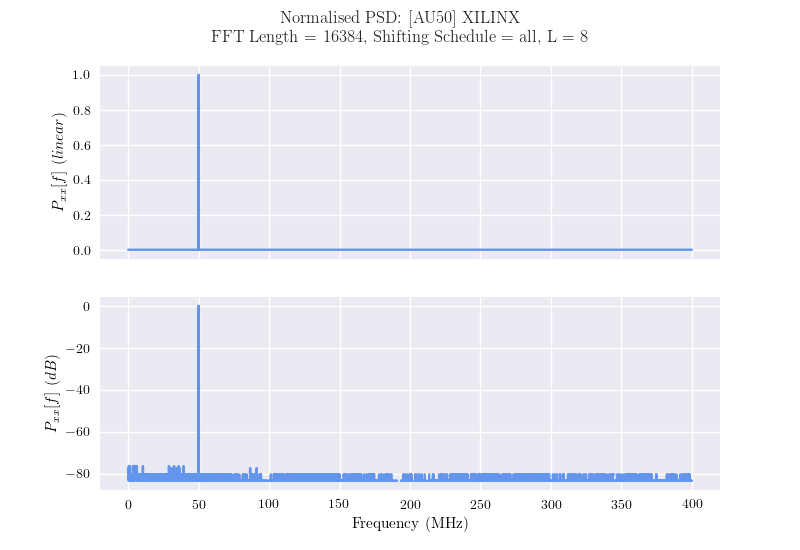 Normalised PSD: [AU50] XILINX
FFT Length = 16384, Shifting Schedule = all, L = 8
1.0
0.8
0.6
0.4
0.2
0.0
P_xx[f] (linear)
0
−20
−40
−60
−80
P_xx[f] (dB)
0 50 100 150 200 250 300 350 400
Frequency (MHz)